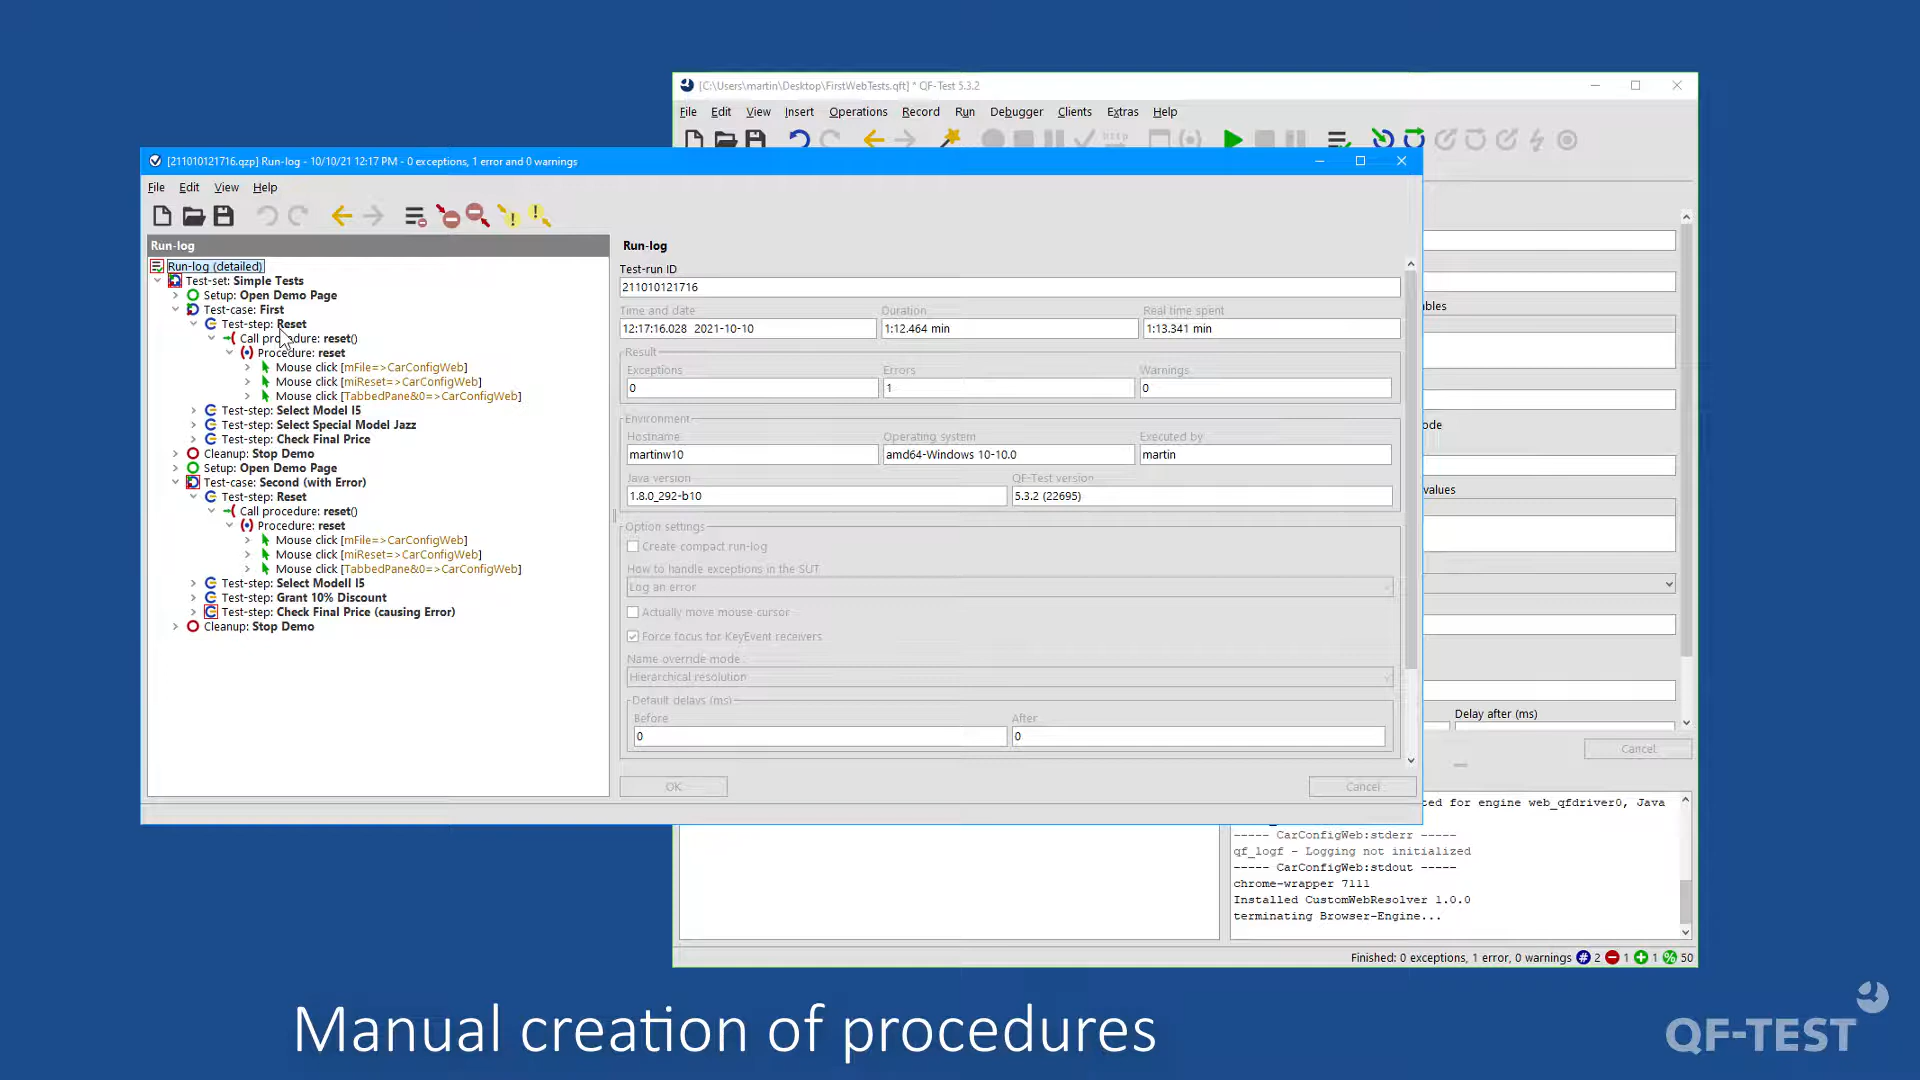 [C:\Users\martin\Desktop\FirstWebTests.qft] * QF-Test 5.3.2
File Edit View Insert Operations Record Run Debugger Clients Extras Help
[211010121716.qzp] Run-log - 10/10/21 12:17 PM - 0 exceptions, 1 error and 0 warnings
File Edit View Help
Run-log
Run-log (detailed)
Test-set: Simple Tests
Setup: Open Demo Page
Test-case: First
Test-step: Reset
Call procedure: reset()
Procedure: reset
Mouse click [mFile=>CarConfigWeb]
Mouse click [miReset=>CarConfigWeb]
Mouse click [TabbedPane&0=>CarConfigWeb]
Test-step: Select Model I5
Test-step: Select Special Model Jazz
Test-step: Check Final Price
Cleanup: Stop Demo
Setup: Open Demo Page
Test-case: Second (with Error)
Test-step: Reset
Call procedure: reset()
Procedure: reset
Mouse click [mFile=>CarConfigWeb]
Mouse click [miReset=>CarConfigWeb]
Mouse click [TabbedPane&0=>CarConfigWeb]
Test-step: Select Modell I5
Test-step: Grant 10% Discount
Test-step: Check Final Price (causing Error)
Cleanup: Stop Demo
Run-log
Test-run ID
211010121716
Time and date Duration Real time spent
12:17:16.028 2021-10-10 1:12.464 min 1:13.341 min
Result
Exceptions Errors Warnings
0 1 0
Environment
Hostname Operating system Executed by
martinw10 amd64-Windows 10-10.0 martin
Java version QF-Test version
1.8.0_292-b10 5.3.2 (22695)
Option settings
Create compact run-log
How to handle exceptions in the SUT
Log an error
Actually move mouse cursor
Force focus for KeyEvent receivers
Name override mode
Hierarchical resolution
Default delays (ms)
Before After
0 0
OK Cancel
ables
ode
values
Delay after (ms)
Cancel
ted for engine web_qfdriver0, Java
----- CarConfigWeb:stderr -----
qf_logf - Logging not initialized
----- CarConfigWeb:stdout -----
chrome-wrapper 7111
Installed CustomWebResolver 1.0.0
terminating Browser-Engine...
Finished: 0 exceptions, 1 error, 0 warnings # 2 1 1 % 50
Manual creation of procedures
QF-TEST